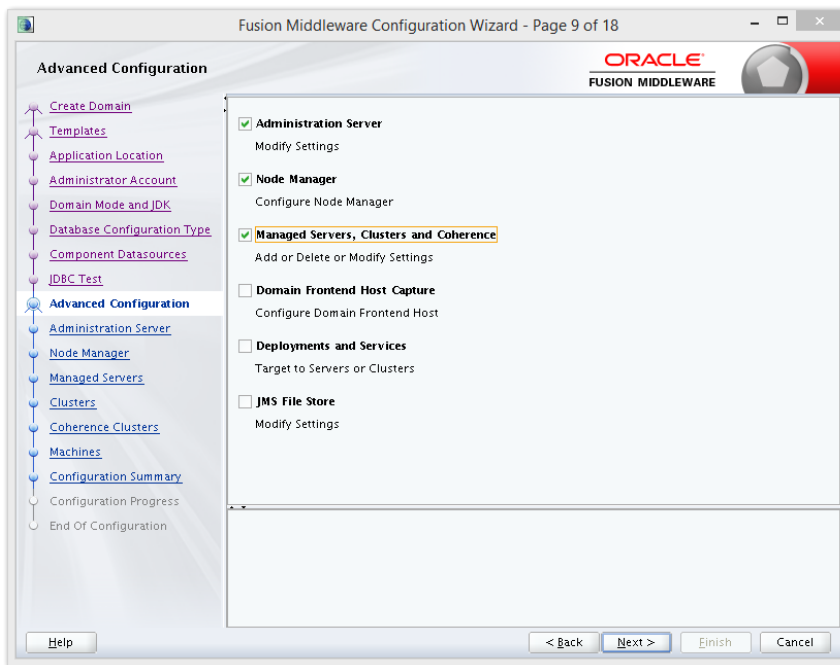 Fusion Middleware Configuration Wizard - Page 9 of 18
Advanced Configuration
ORACLE
FUSION MIDDLEWARE
Create Domain
Templates
Application Location
Administrator Account
Domain Mode and JDK
Database Configuration Type
Component Datasources
JDBC Test
Advanced Configuration
Administration Server
Node Manager
Managed Servers
Clusters
Coherence Clusters
Machines
Configuration Summary
Configuration Progress
End Of Configuration
Administration Server
Modify Settings
Node Manager
Configure Node Manager
Managed Servers, Clusters and Coherence
Add or Delete or Modify Settings
Domain Frontend Host Capture
Configure Domain Frontend Host
Deployments and Services
Target to Servers or Clusters
JMS File Store
Modify Settings
Help
< Back
Next >
Finish
Cancel